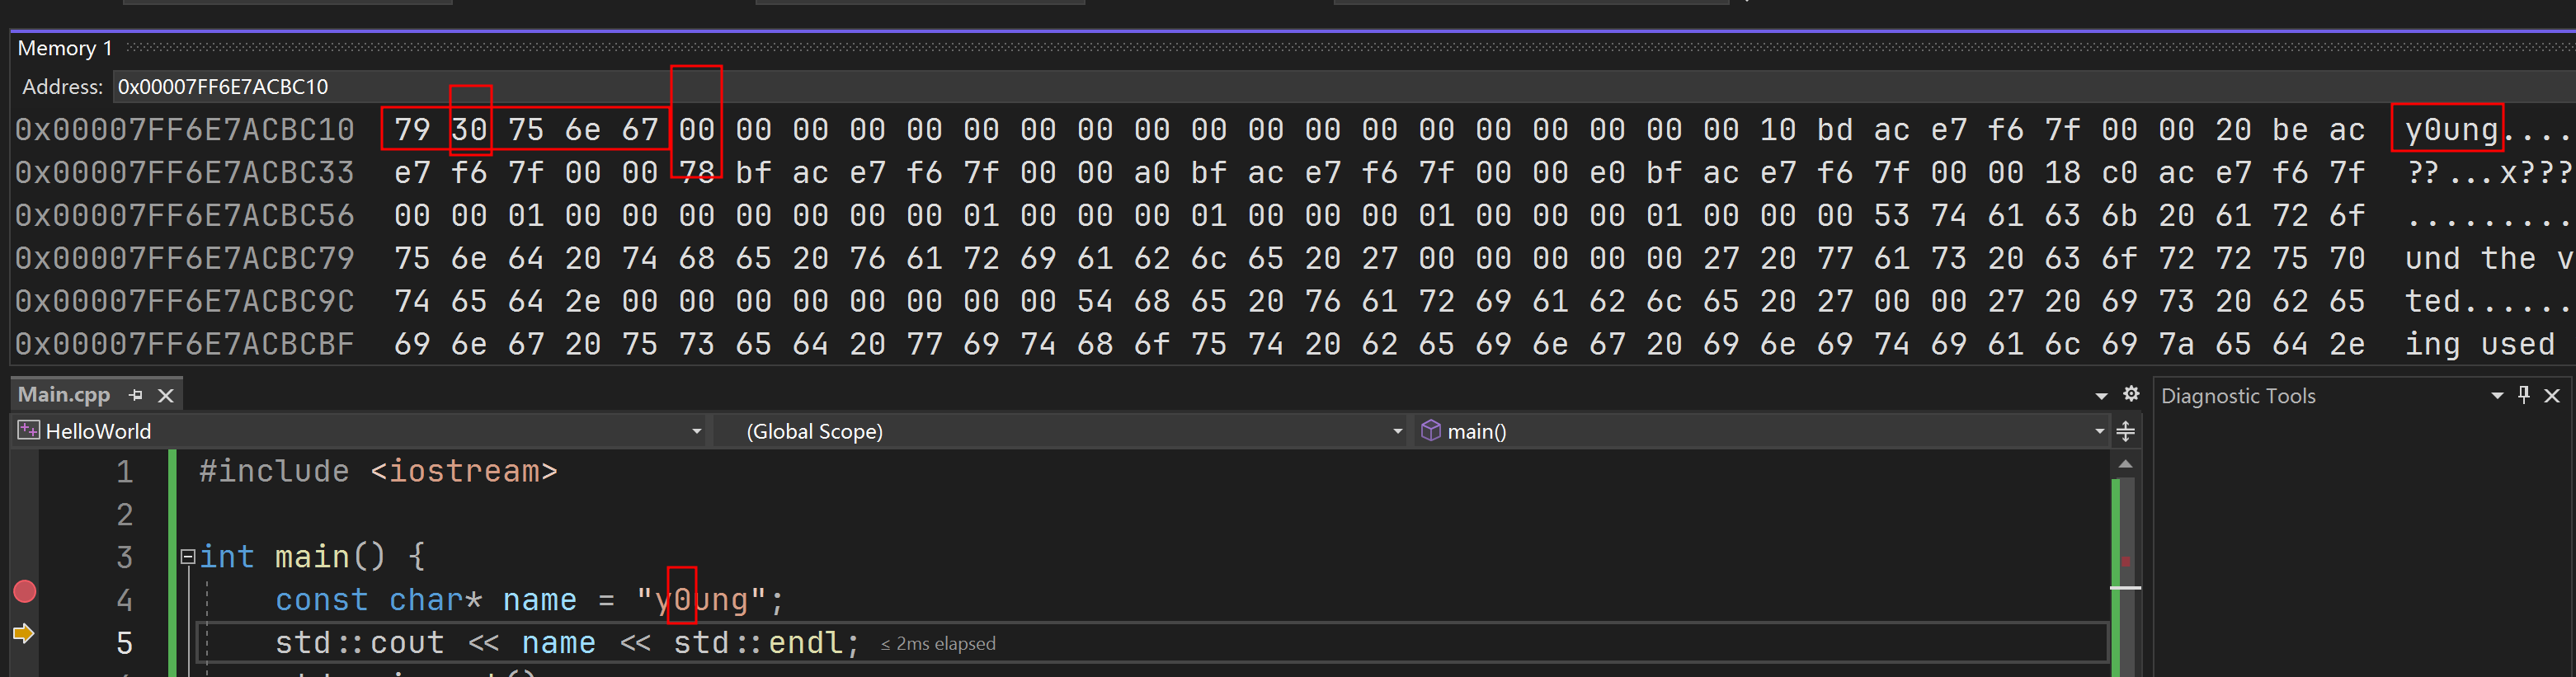 Memory 1
Address: 0x00007FF6E7ACBC10
0x00007FF6E7ACBC10 79 30 75 6e 67 00 00 00 00 00 00 00 00 00 00 00 00 00 00 00 00 00 00 00 10 bd ac e7 f6 7f 00 00 20 be ac y0ung....
0x00007FF6E7ACBC33 e7 f6 7f 00 00 78 bf ac e7 f6 7f 00 00 a0 bf ac e7 f6 7f 00 00 e0 bf ac e7 f6 7f 00 00 18 c0 ac e7 f6 7f ?? ...x???
0x00007FF6E7ACBC56 00 00 01 00 00 00 00 00 00 00 01 00 00 00 01 00 00 00 01 00 00 00 01 00 00 00 53 74 61 63 6b 20 61 72 6f .........
0x00007FF6E7ACBC79 75 6e 64 20 74 68 65 20 76 61 72 69 61 62 6c 65 20 27 00 00 00 00 00 27 20 77 61 73 20 63 6f 72 72 75 70 und the v
0x00007FF6E7ACBC9C 74 65 64 2e 00 00 00 00 00 00 00 00 54 68 65 20 76 61 72 69 61 62 6c 65 20 27 00 00 27 20 69 73 20 62 65 ted......
0x00007FF6E7ACBCBF 69 6e 67 20 75 73 65 64 20 77 69 74 68 6f 75 74 20 62 65 69 6e 67 20 69 6e 69 74 69 61 6c 69 7a 65 64 2e ing used
Main.cpp
Diagnostic Tools
HelloWorld (Global Scope) main()
1 #include <iostream>
2
3 int main() {
4 const char* name = "y0ung";
5 std::cout << name << std::endl; ≤ 2ms elapsed